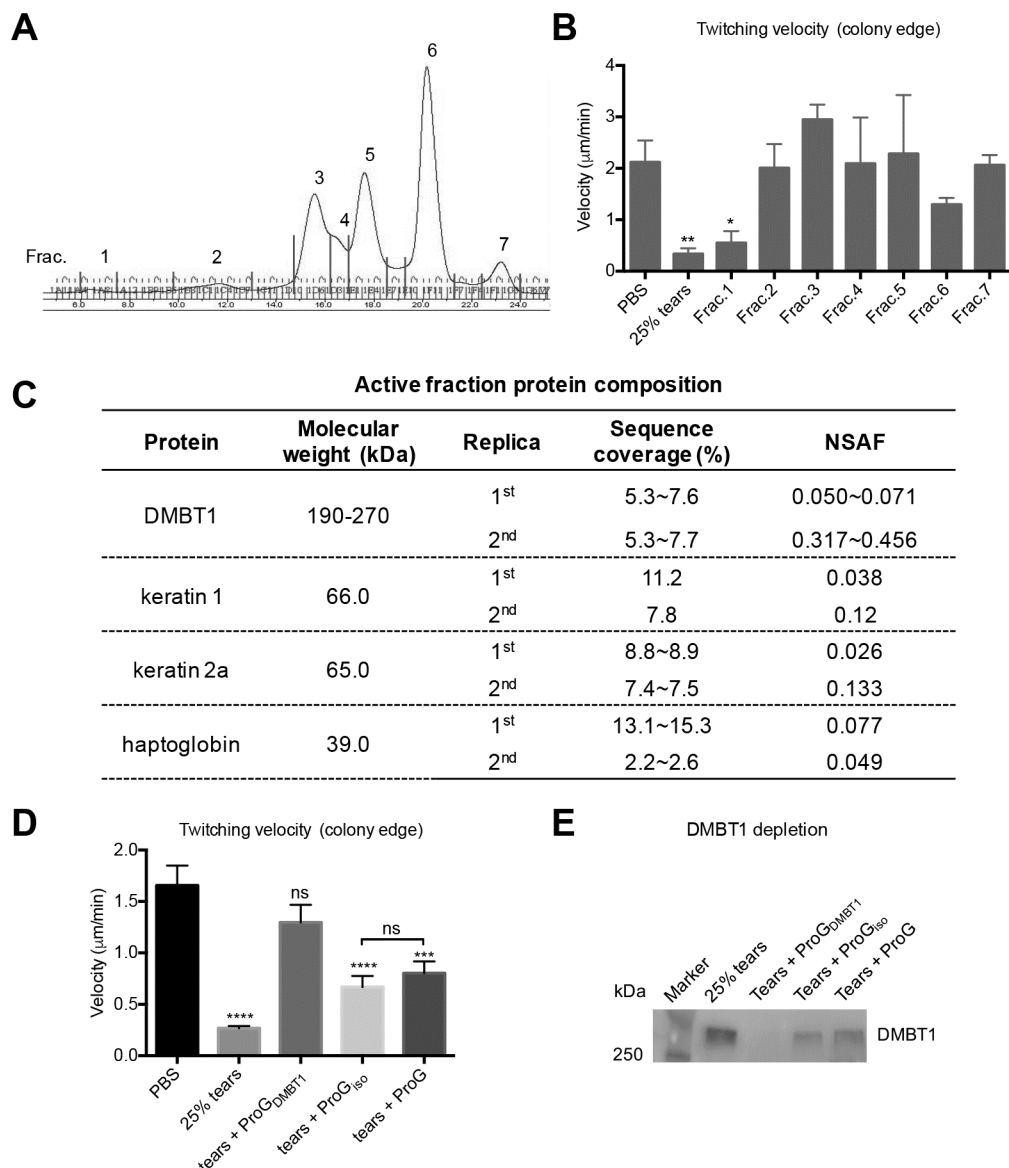 A
6
5
3
4
7
Frac.
1
2
6.0 8.0 10.0 12.0 14.0 16.0 18.0 20.0 22.0 24.0
B
Twitching velocity (colony edge)
Velocity (μm/min)
4
3
2
1
0
**
*
PBS
25% tears
Frac.1
Frac.2
Frac.3
Frac.4
Frac.5
Frac.6
Frac.7
C
Active fraction protein composition
Protein Molecular weight (kDa) Replica Sequence coverage (%) NSAF
DMBT1 190-270 1st 5.3~7.6 0.050~0.071
2nd 5.3~7.7 0.317~0.456
keratin 1 66.0 1st 11.2 0.038
2nd 7.8 0.12
keratin 2a 65.0 1st 8.8~8.9 0.026
2nd 7.4~7.5 0.133
haptoglobin 39.0 1st 13.1~15.3 0.077
2nd 2.2~2.6 0.049
D
Twitching velocity (colony edge)
Velocity (μm/min)
2.0
1.5
1.0
0.5
0.0
****
ns
****
ns
***
PBS
25% tears
tears + ProGDMBT1
tears + ProGiso
tears + ProG
E
DMBT1 depletion
kDa
Marker
25% tears
Tears + ProGDMBT1
Tears + ProGiso
Tears + ProG
DMBT1
250